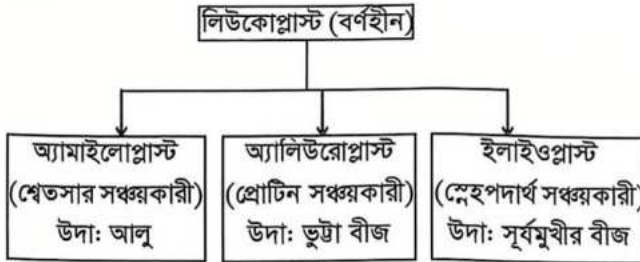 লিউকোপ্লাস্ট (বর্ণহীন)
অ্যামাইলোপ্লাস্ট
(শ্বেতসার সঞ্চয়কারী)
উদা: আলু
অ্যালিউরোপ্লাস্ট
(প্রোটিন সঞ্চয়কারী)
উদা: ভুট্টা বীজ
ইলাইওপ্লাস্ট
(স্নেহপদার্থ সঞ্চয়কারী)
উদা: সূর্যমুখীর বীজ